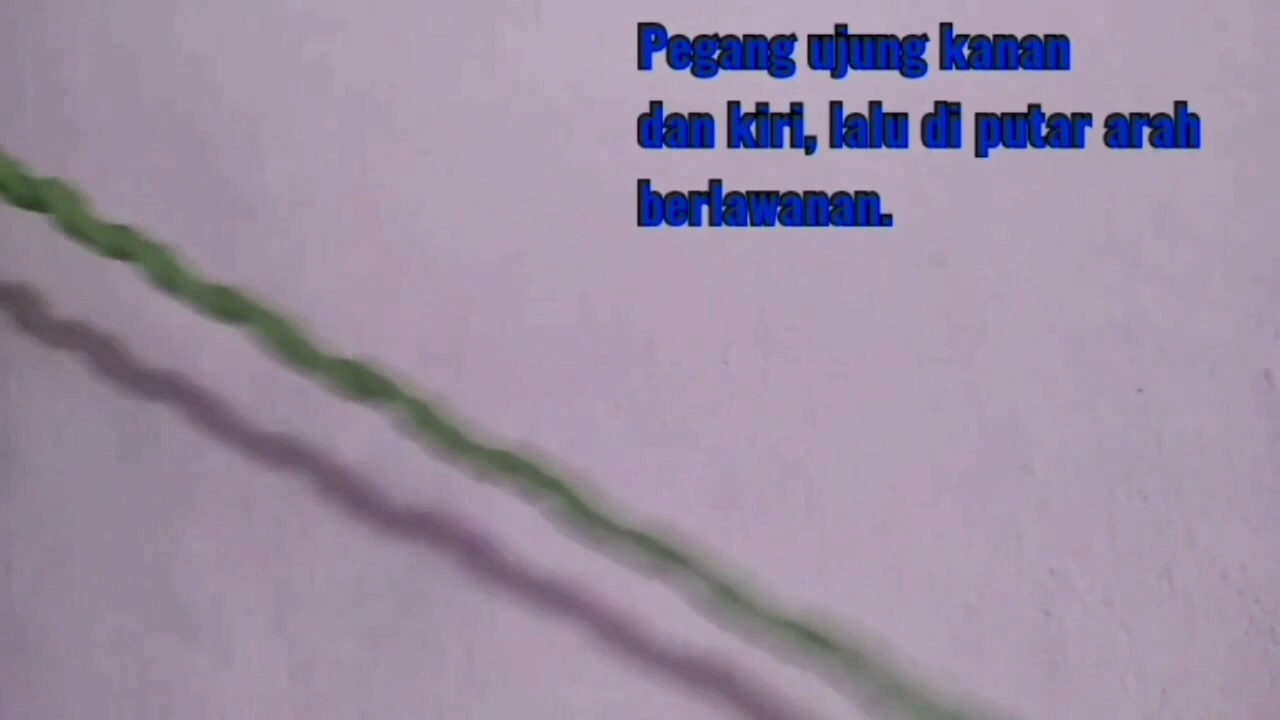 Pegang ujung kanan
dan kiri, lalu di putar arah
berlawanan.